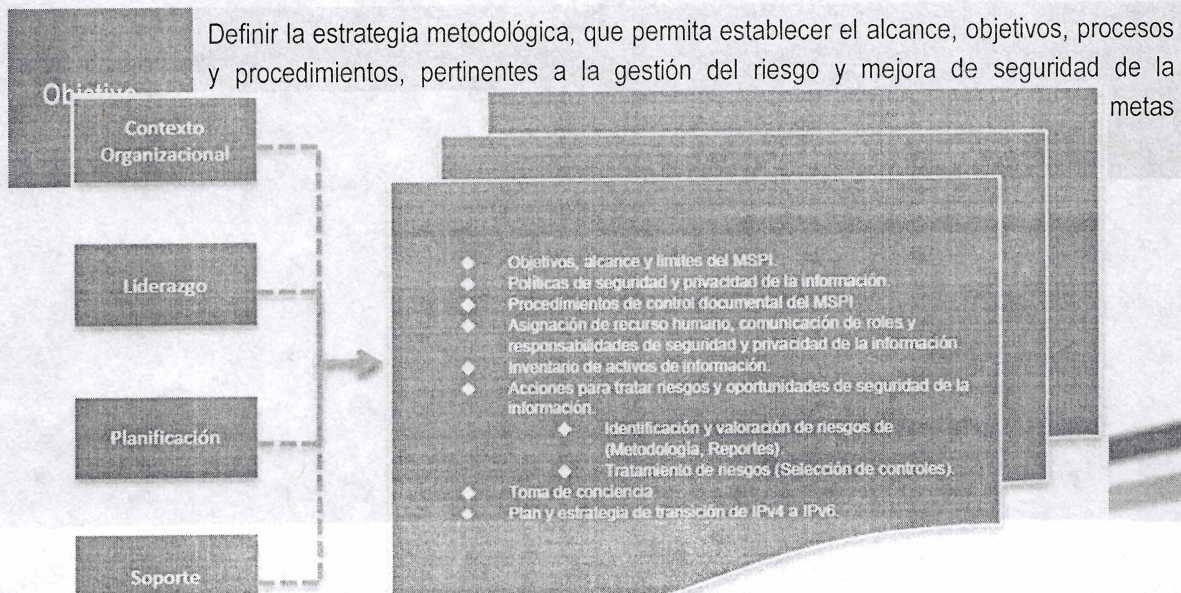 Definir la estrategia metodológica, que permita establecer el alcance, objetivos, procesos
y procedimientos, pertinentes a la gestión del riesgo y mejora de seguridad de la
metas
Objetivo
Contexto
Organizacional
Liderazgo
Planificación
Soporte
Objetivos, alcance y limites del MSPI.
Políticas de seguridad y privacidad de la información.
Procedimientos de control documental del MSPI
Asignación de recurso humano, comunicación de roles y
responsabilidades de seguridad y privacidad de la información
Inventario de activos de información.
Acciones para tratar riesgos y oportunidades de seguridad de la
información.
Identificación y valoración de riesgos de
(Metodología, Reportes).
Tratamiento de riesgos (Selección de controles).
Toma de conciencia
Plan y estrategia de transición de IPv4 a IPv6.